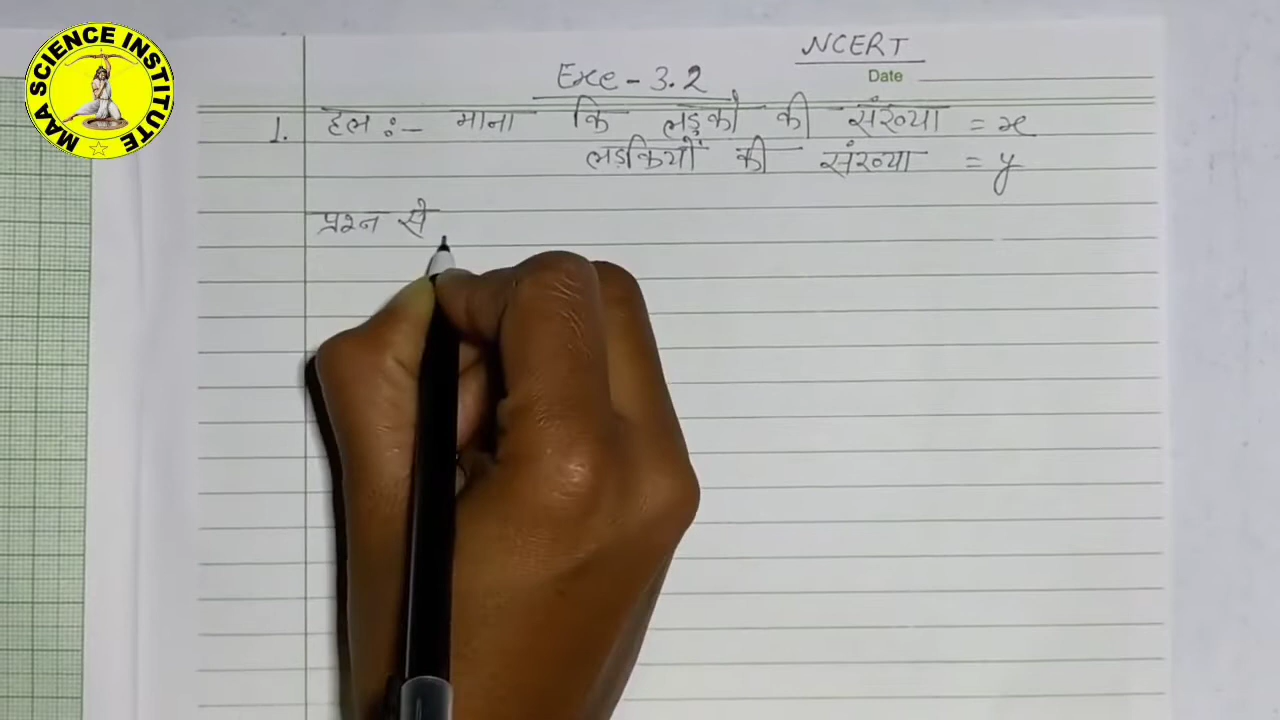 MAA SCIENCE INSTITUTE
NCERT
Exe - 3.2
Date
1. हल :- माना कि लड़को की संख्या = x
लड़कियों की संख्या = y
प्रश्न से